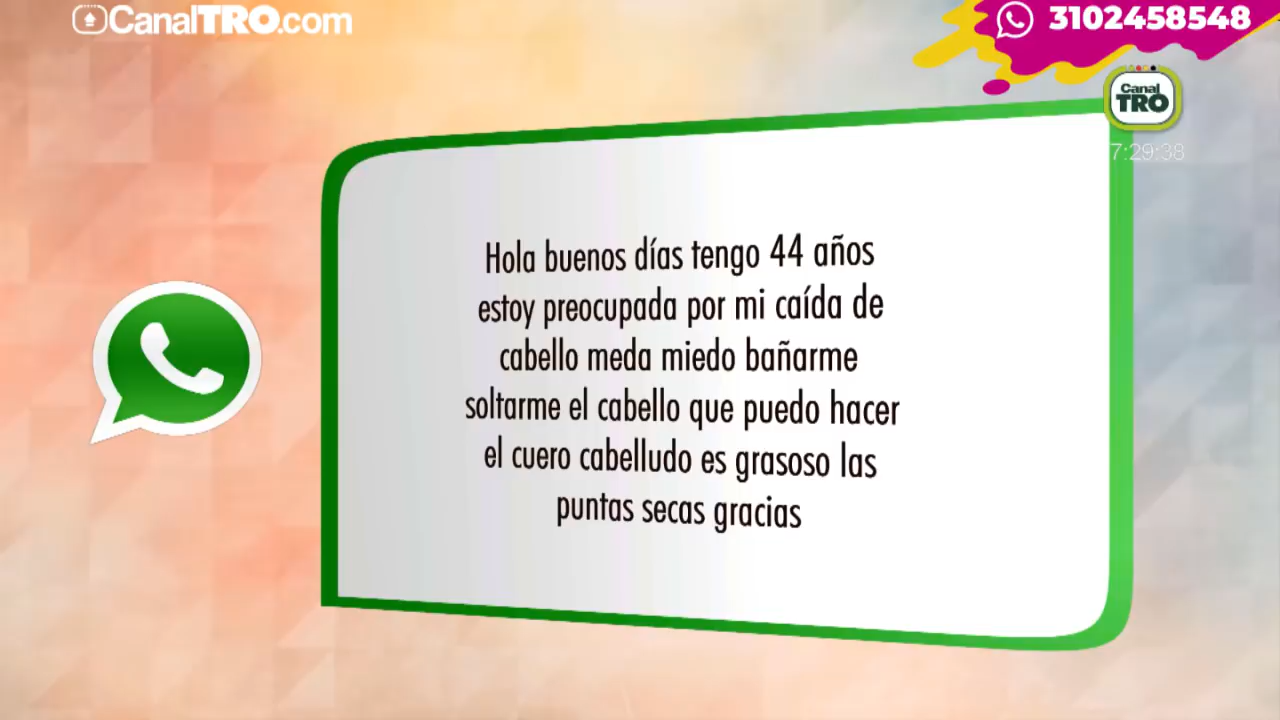 CanalTRO.com
3102458548
Canal
TRO
7:29:38
Hola buenos días tengo 44 años
estoy preocupada por mi caída de
cabello meda miedo bañarme
soltarme el cabello que puedo hacer
el cuero cabelludo es grasoso las
puntas secas gracias